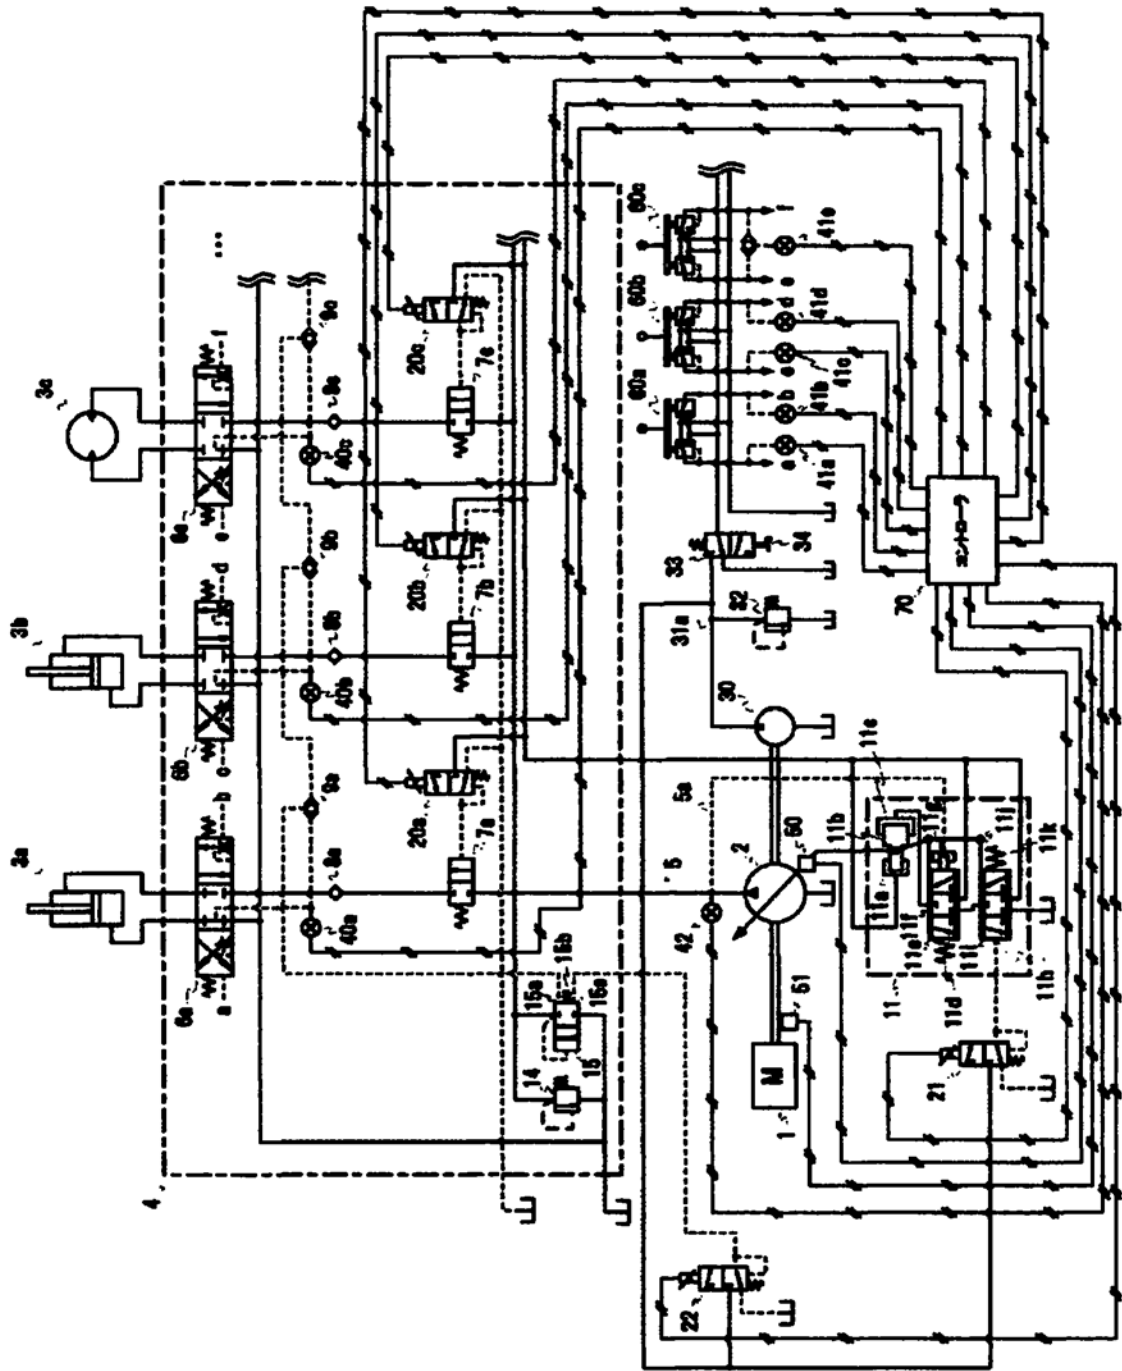 3a
3b
3c
4
6a
6b
a
b
c
d
e
f
...
9a
9b
9c
8a
8b
8c
40a
40b
40c
20a
20b
20c
7a
7b
7c
14
15
15a
15b
5
5a
2
50
42
51
M
1
30
31a
32
33
34
60a
60b
60c
a
b
d
e
f
41a
41b
41c
41d
41e
70
コントローラ
11
11a
11b
11c
11d
11e
11f
11g
11h
11i
11j
11k
21
22